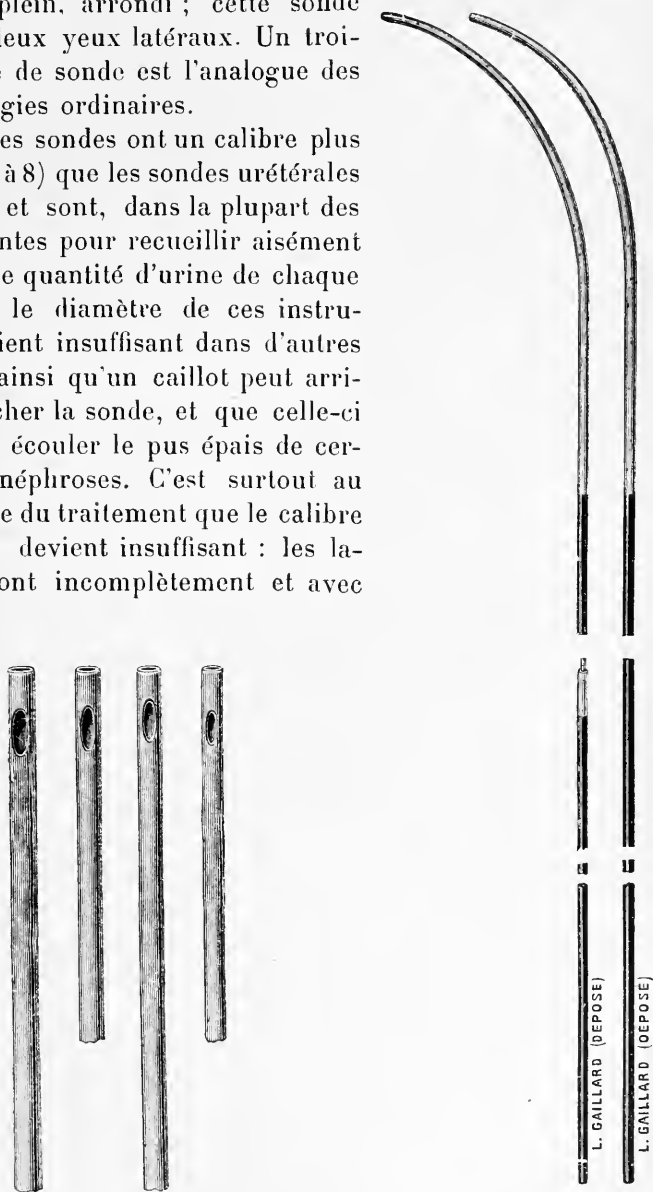 plein, arrondi ; cette sonde
deux yeux latéraux. Un troi-
de sonde est l'analogue des
gies ordinaires.
es sondes ont un calibre plus
à 8) que les sondes urétérales
et sont, dans la plupart des
ntes pour recueillir aisément
e quantité d'urine de chaque
le diamètre de ces instru-
ient insuffisant dans d'autres
ainsi qu'un caillot peut arri-
cher la sonde, et que celle-ci
écouler le pus épais de cer-
néphroses. C'est surtout au
e du traitement que le calibre
devient insuffisant : les la-
ont incomplètement et avec
L. GAILLARD (DEPOSE)
L. GAILLARD (DEPOSE)